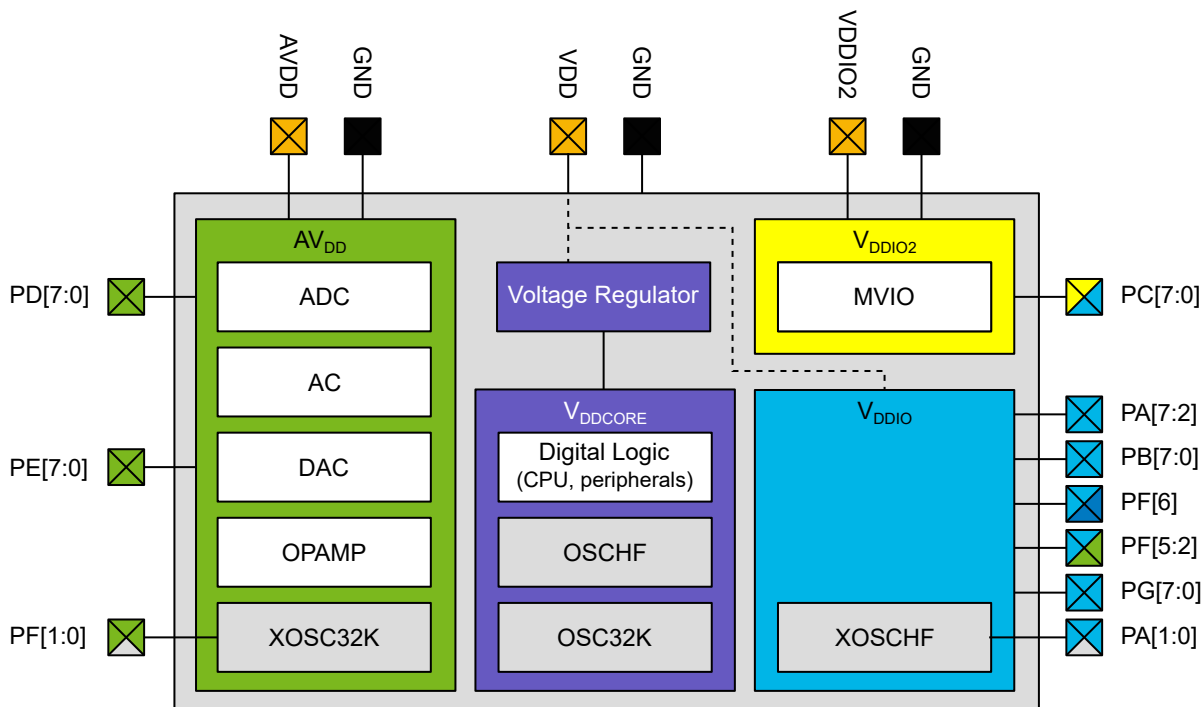 AVDD
GND
VDD
GND
VDDIO2
GND
AVDD
ADC
AC
DAC
OPAMP
XOSC32K
PD[7:0]
PE[7:0]
PF[1:0]
Voltage Regulator
VDDCORE
Digital Logic
(CPU, peripherals)
OSCHF
OSC32K
VDDIO2
MVIO
VDDIO
XOSCHF
PC[7:0]
PA[7:2]
PB[7:0]
PF[6]
PF[5:2]
PG[7:0]
PA[1:0]